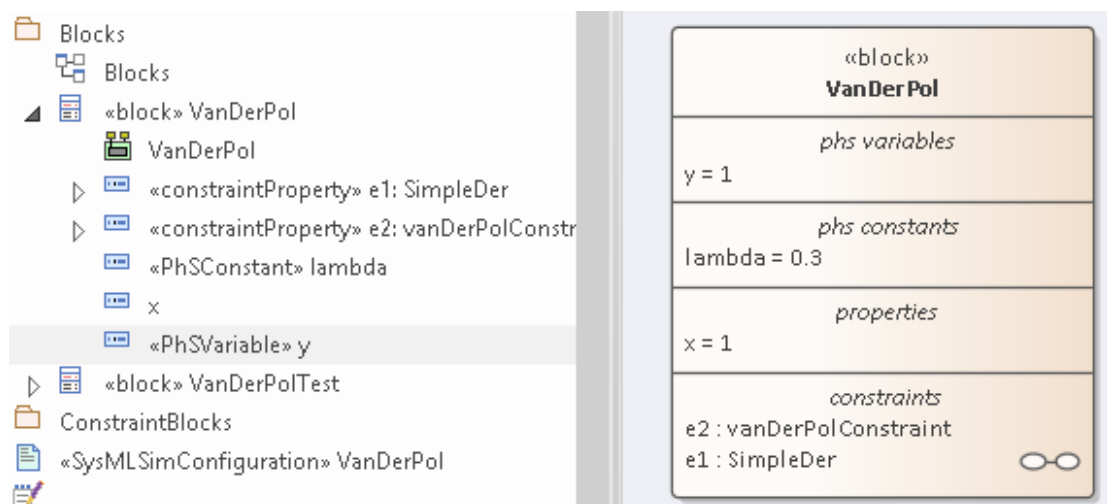 Blocks
Blocks
«block» VanDerPol
VanDerPol
«constraintProperty» e1: SimpleDer
«constraintProperty» e2: vanDerPolConstr
«PhSConstant» lambda
x
«PhSVariable» y
«block» VanDerPolTest
ConstraintBlocks
«SysMLSimConfiguration» VanDerPol
«block»
VanDerPol
phs variables
y = 1
phs constants
lambda = 0.3
properties
x = 1
constraints
e2 : vanDerPolConstraint
e1 : SimpleDer